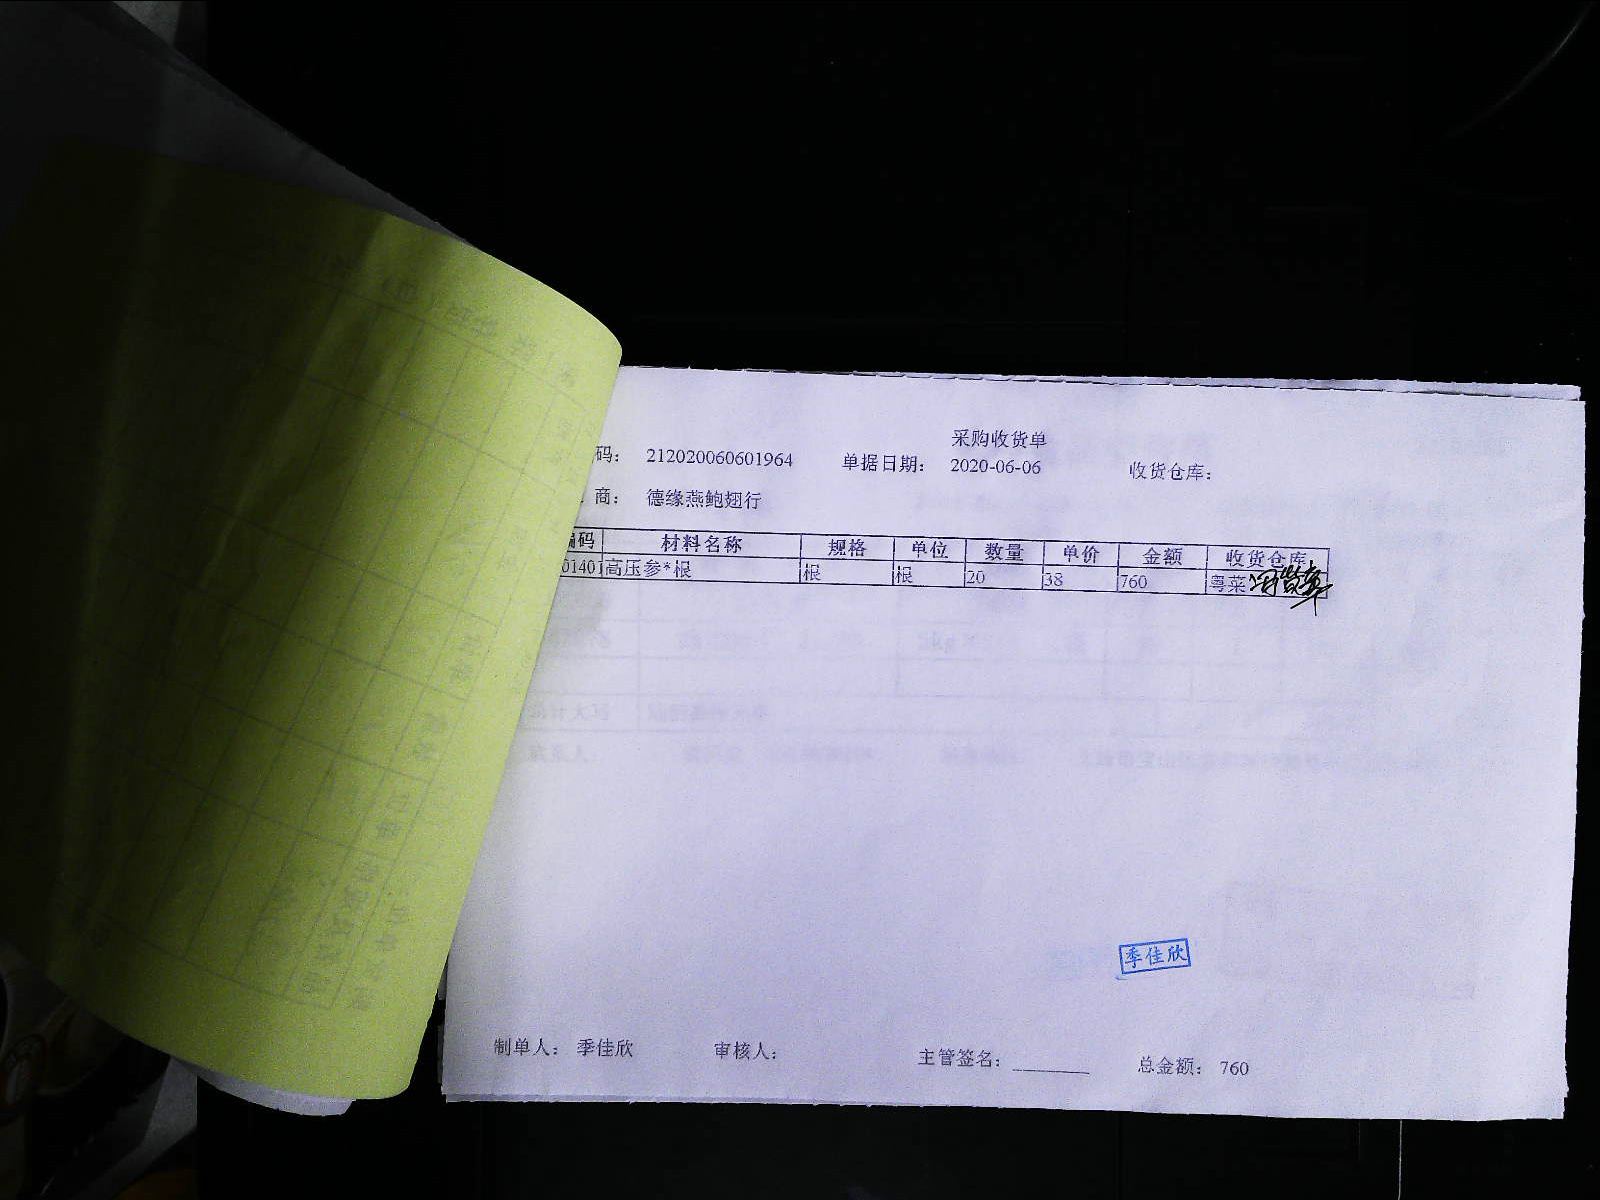 采购收货单
码： 212020060601964 单据日期： 2020-06-06 收货仓库：
商： 德缘燕鲍翅行
编码 材料名称 规格 单位 数量 单价 金额 收货仓库
01401 高压参*根 根 根 20 38 760 粤菜
季佳欣
制单人： 季佳欣 审核人： 主管签名：________ 总金额： 760